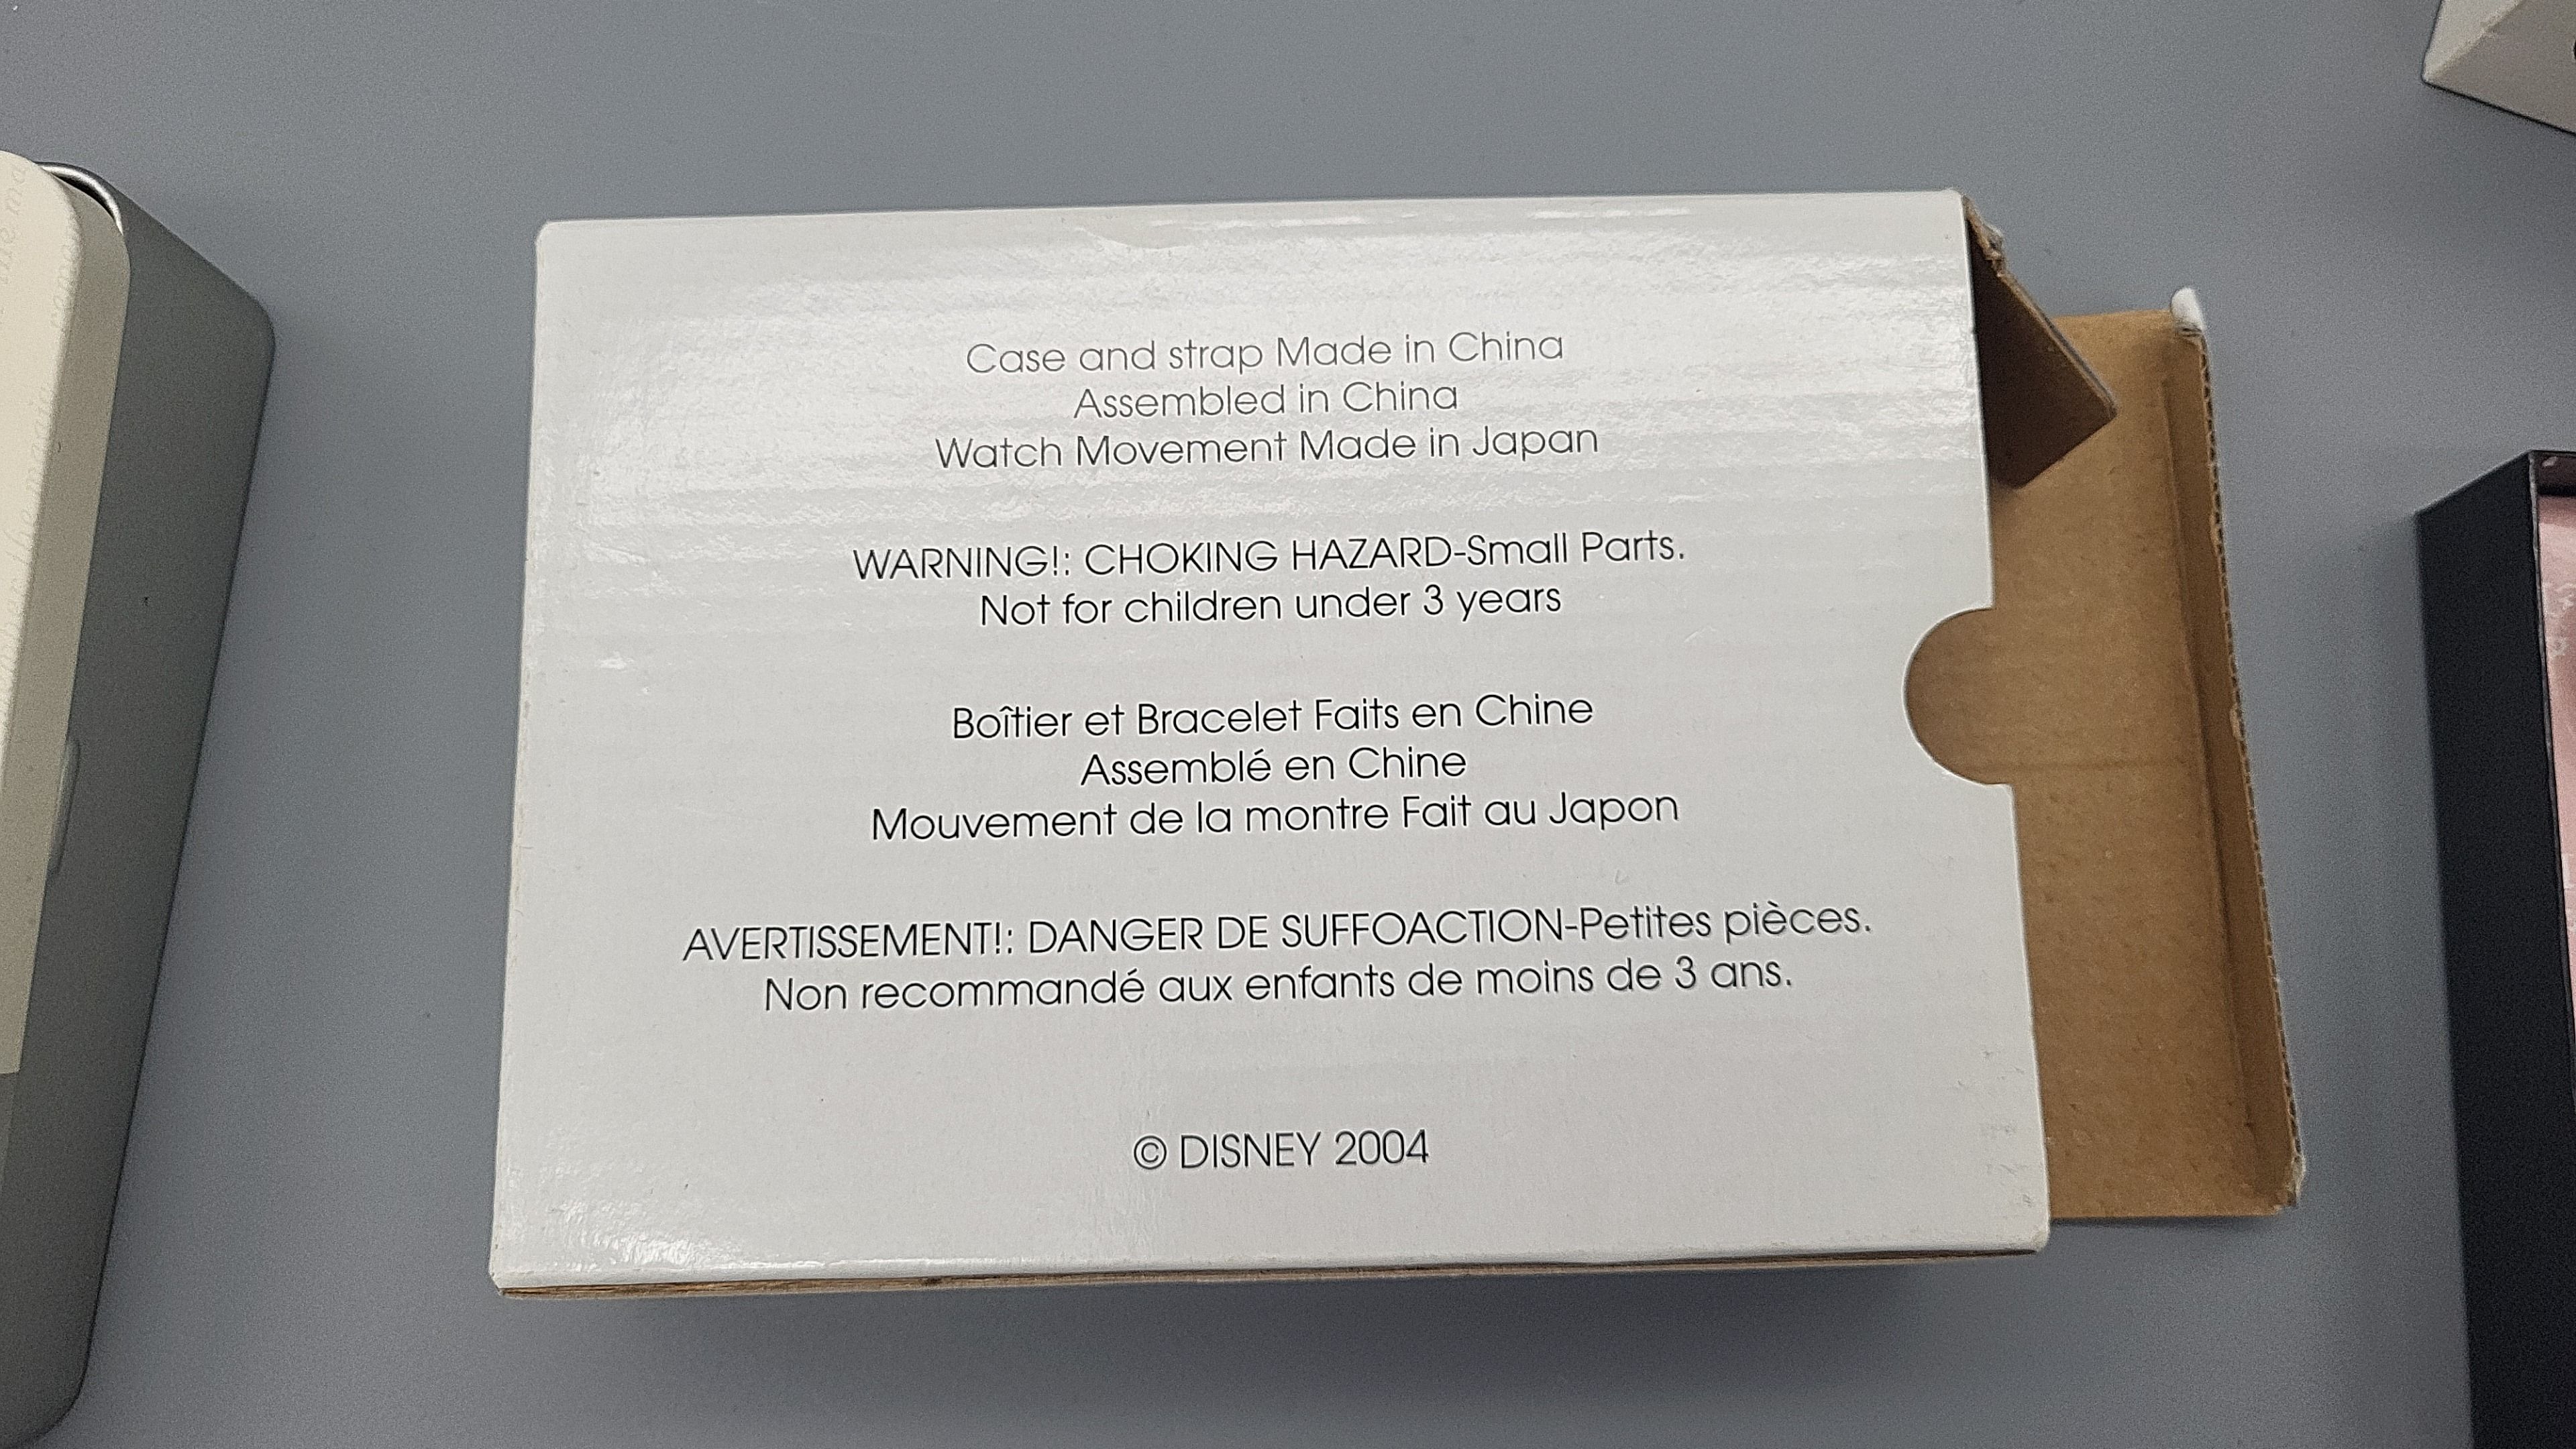 Case and strap Made in China
Assembled in China
Watch Movement Made in Japan
WARNING!: CHOKING HAZARD-Small Parts.
Not for children under 3 years
Boîtier et Bracelet Faits en Chine
Assemblé en Chine
Mouvement de la montre Fait au Japon
AVERTISSEMENT!: DANGER DE SUFFOACTION-Petites pièces.
Non recommandé aux enfants de moins de 3 ans.
© DISNEY 2004